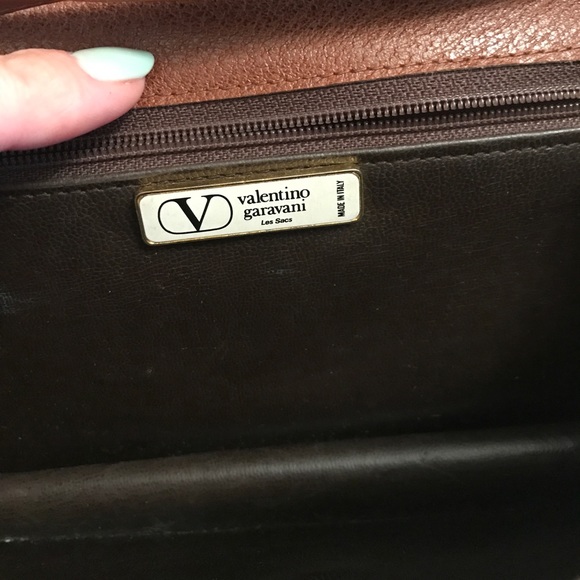 V
valentino
garavani
Les Sacs
MADE IN ITALY